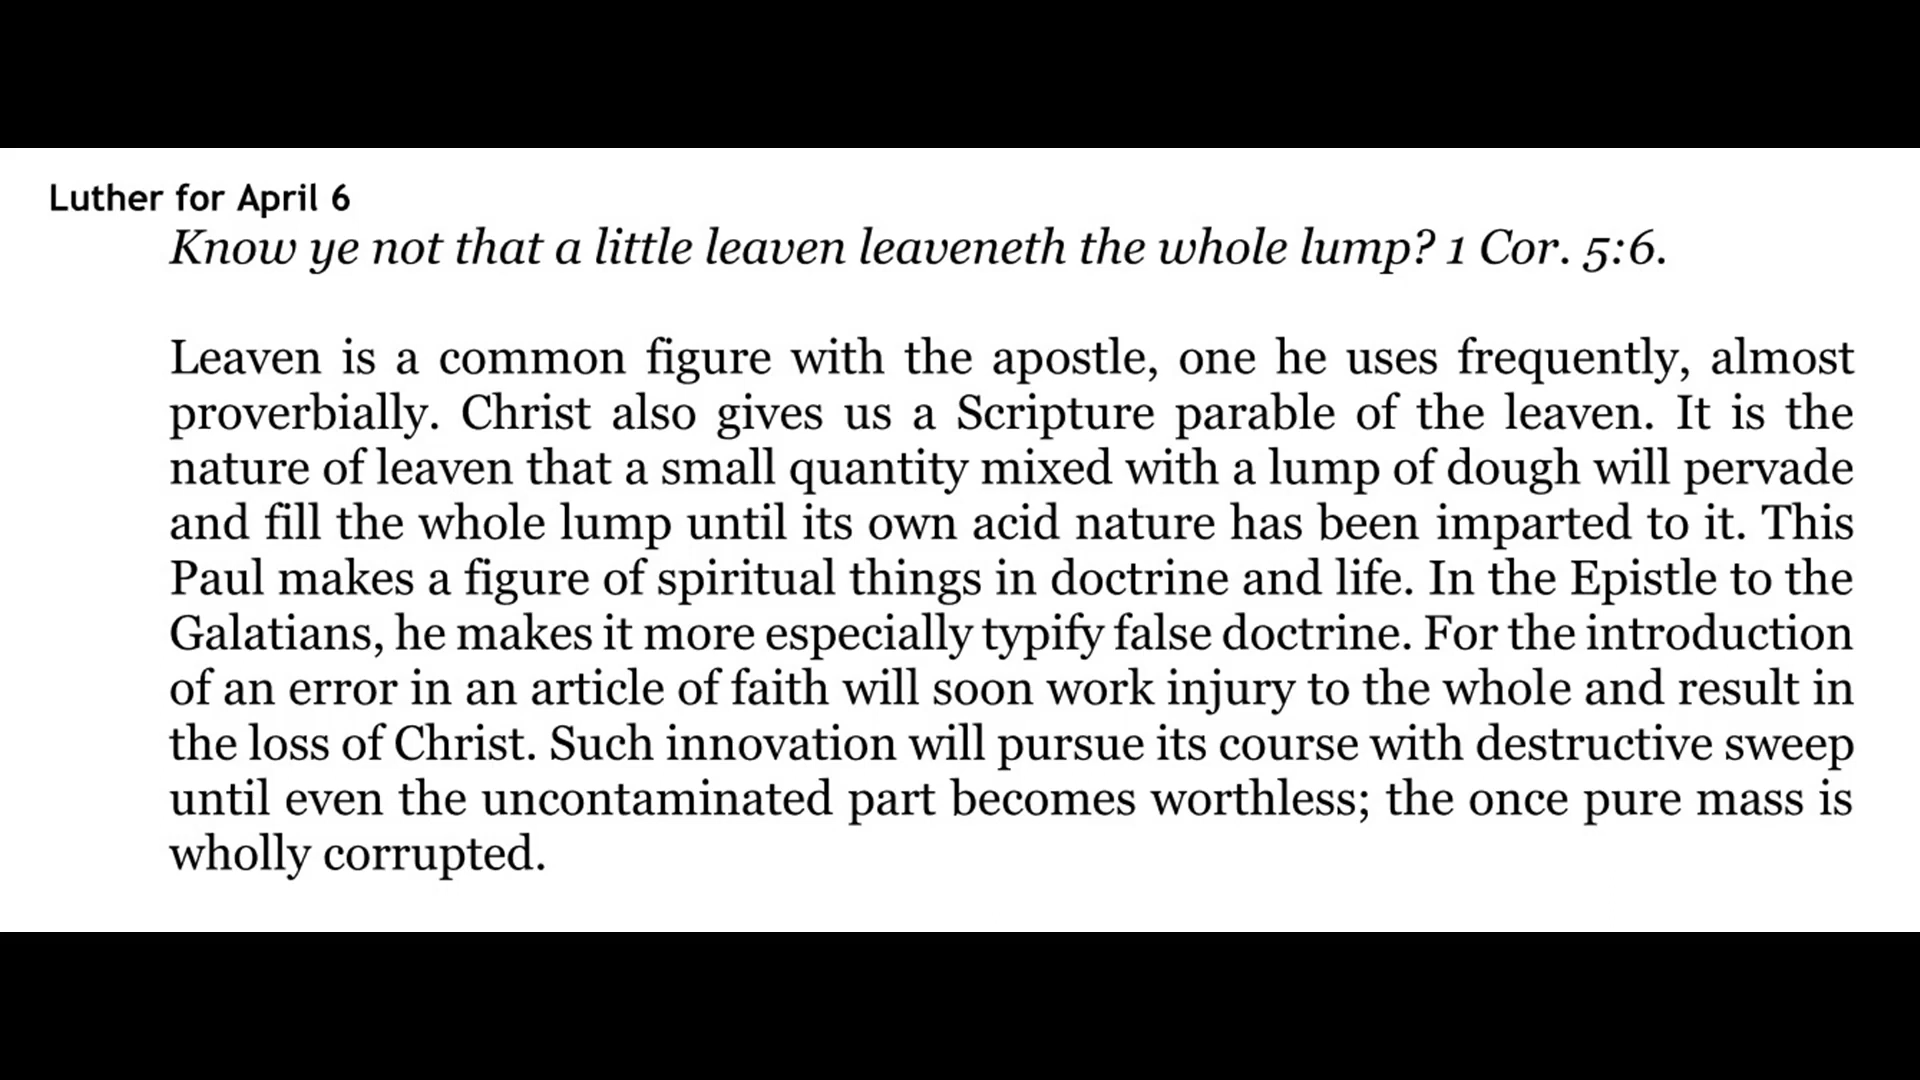 Luther for April 6
Know ye not that a little leaven leaveneth the whole lump? 1 Cor. 5:6.
Leaven is a common figure with the apostle, one he uses frequently, almost
proverbially. Christ also gives us a Scripture parable of the leaven. It is the
nature of leaven that a small quantity mixed with a lump of dough will pervade
and fill the whole lump until its own acid nature has been imparted to it. This
Paul makes a figure of spiritual things in doctrine and life. In the Epistle to the
Galatians, he makes it more especially typify false doctrine. For the introduction
of an error in an article of faith will soon work injury to the whole and result in
the loss of Christ. Such innovation will pursue its course with destructive sweep
until even the uncontaminated part becomes worthless; the once pure mass is
wholly corrupted.